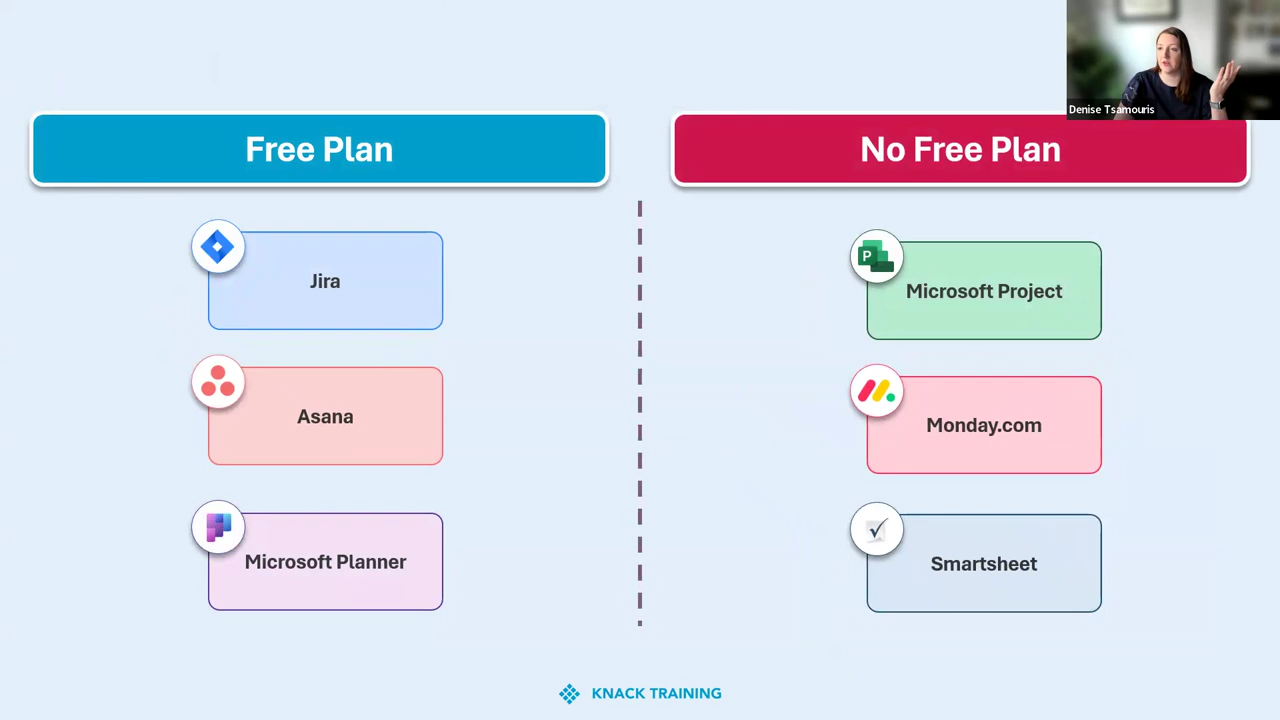 Denise Tsamouris
Free Plan
No Free Plan
Jira
Asana
Microsoft Planner
P
Microsoft Project
Monday.com
Smartsheet
KNACK TRAINING